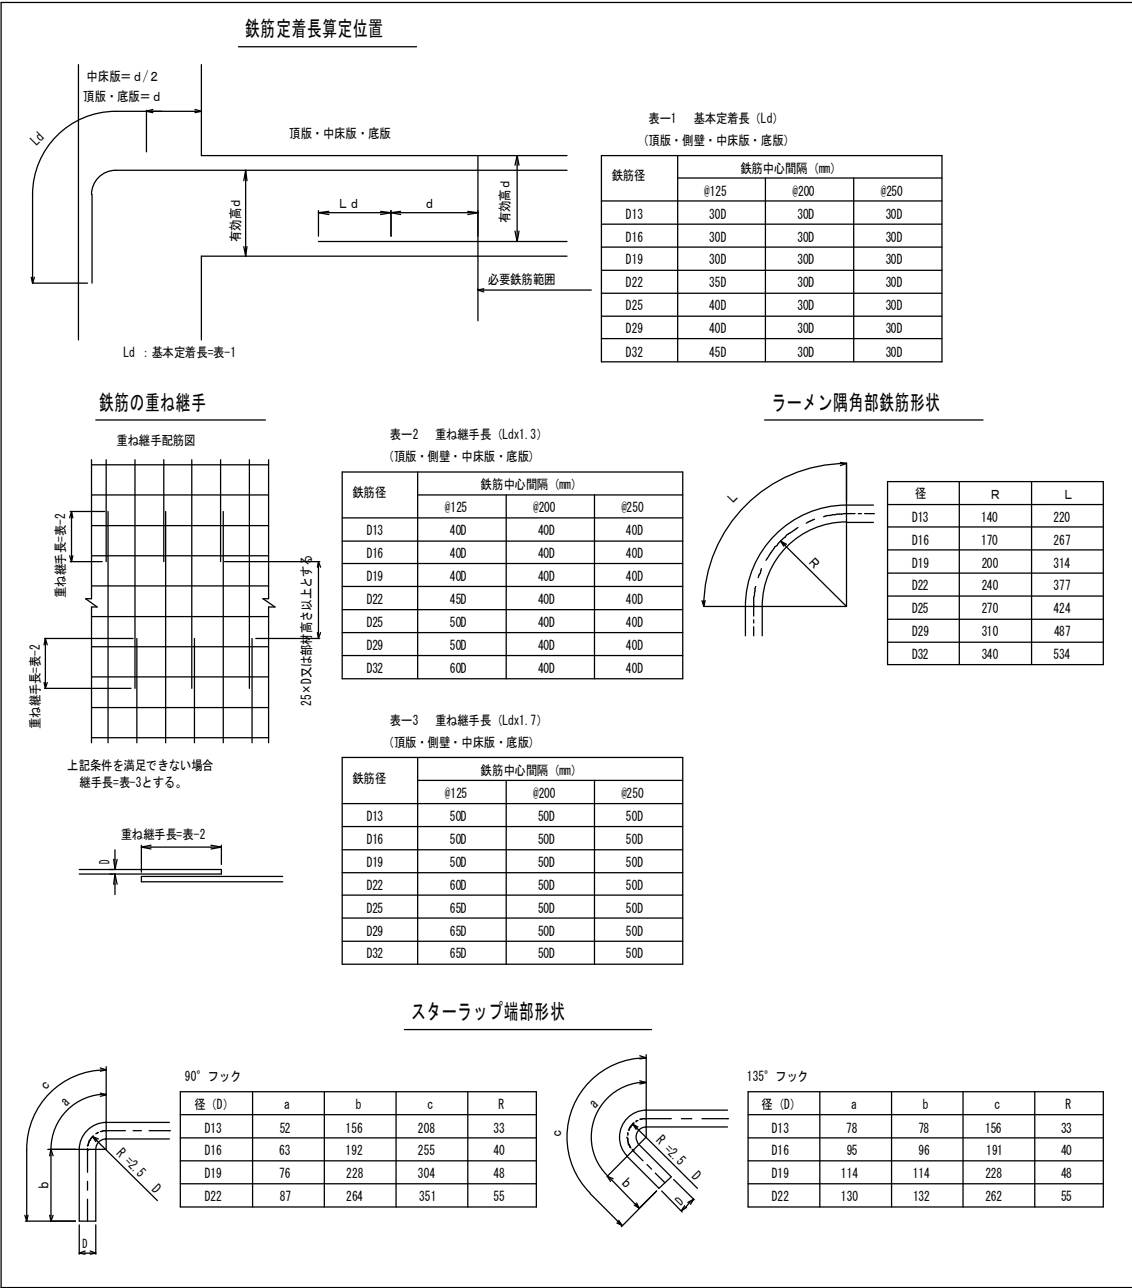 鉄筋定着長算定位置
中床版＝ｄ/２
頂版・底版＝ｄ
Ld
頂版・中床版・底版
有効高d
Ｌｄ
ｄ
有効高d
必要鉄筋範囲
Ld ：基本定着長=表-1
表ー1 基本定着長（Ld）
（頂版・側壁・中床版・底版）
鉄筋径 鉄筋中心間隔（mm）
@125 @200 @250
D13 30D 30D 30D
D16 30D 30D 30D
D19 30D 30D 30D
D22 35D 30D 30D
D25 40D 30D 30D
D29 40D 30D 30D
D32 45D 30D 30D
鉄筋の重ね継手
重ね継手配筋図
重ね継手長=表-2
重ね継手長=表-2
25×D又は部材高さ以上とする
上記条件を満足できない場合
継手長=表-3とする。
重ね継手長=表-2
D
表ー2 重ね継手長（Ldx1.3）
（頂版・側壁・中床版・底版）
鉄筋径 鉄筋中心間隔（mm）
@125 @200 @250
D13 40D 40D 40D
D16 40D 40D 40D
D19 40D 40D 40D
D22 45D 40D 40D
D25 50D 40D 40D
D29 50D 40D 40D
D32 60D 40D 40D
表ー3 重ね継手長（Ldx1.7）
（頂版・側壁・中床版・底版）
鉄筋径 鉄筋中心間隔（mm）
@125 @200 @250
D13 50D 50D 50D
D16 50D 50D 50D
D19 50D 50D 50D
D22 60D 50D 50D
D25 65D 50D 50D
D29 65D 50D 50D
D32 65D 50D 50D
ラーメン隅角部鉄筋形状
L
R
径 R L
D13 140 220
D16 170 267
D19 200 314
D22 240 377
D25 270 424
D29 310 487
D32 340 534
スターラップ端部形状
90° フック
c
a
b
R=2.5 D
D
径（D） a b c R
D13 52 156 208 33
D16 63 192 255 40
D19 76 228 304 48
D22 87 264 351 55
135° フック
c
a
b
R=2.5 D
D
径（D） a b c R
D13 78 78 156 33
D16 95 96 191 40
D19 114 114 228 48
D22 130 132 262 55